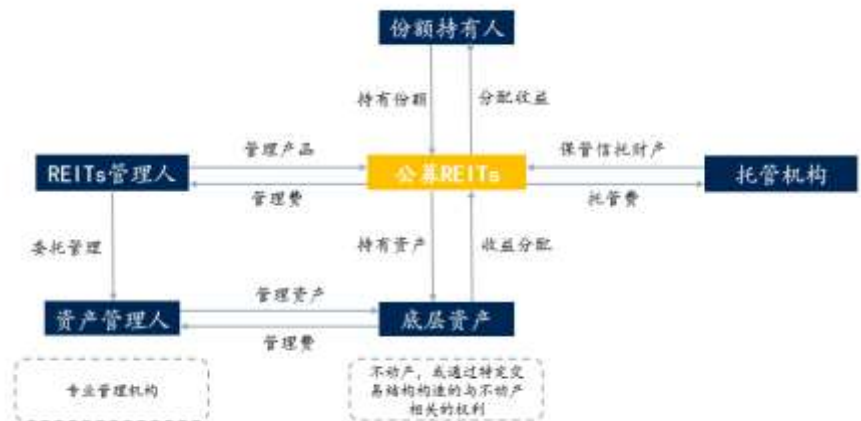 份额持有人
持有份额
分配收益
REITs管理人
管理产品
管理费
公募REITs
保管信托财产
托管费
托管机构
委托管理
持有资产
收益分配
资产管理人
管理资产
管理费
底层资产
专业管理机构
不动产，或通过特定交
易结构构造的与不动产
相关的权利